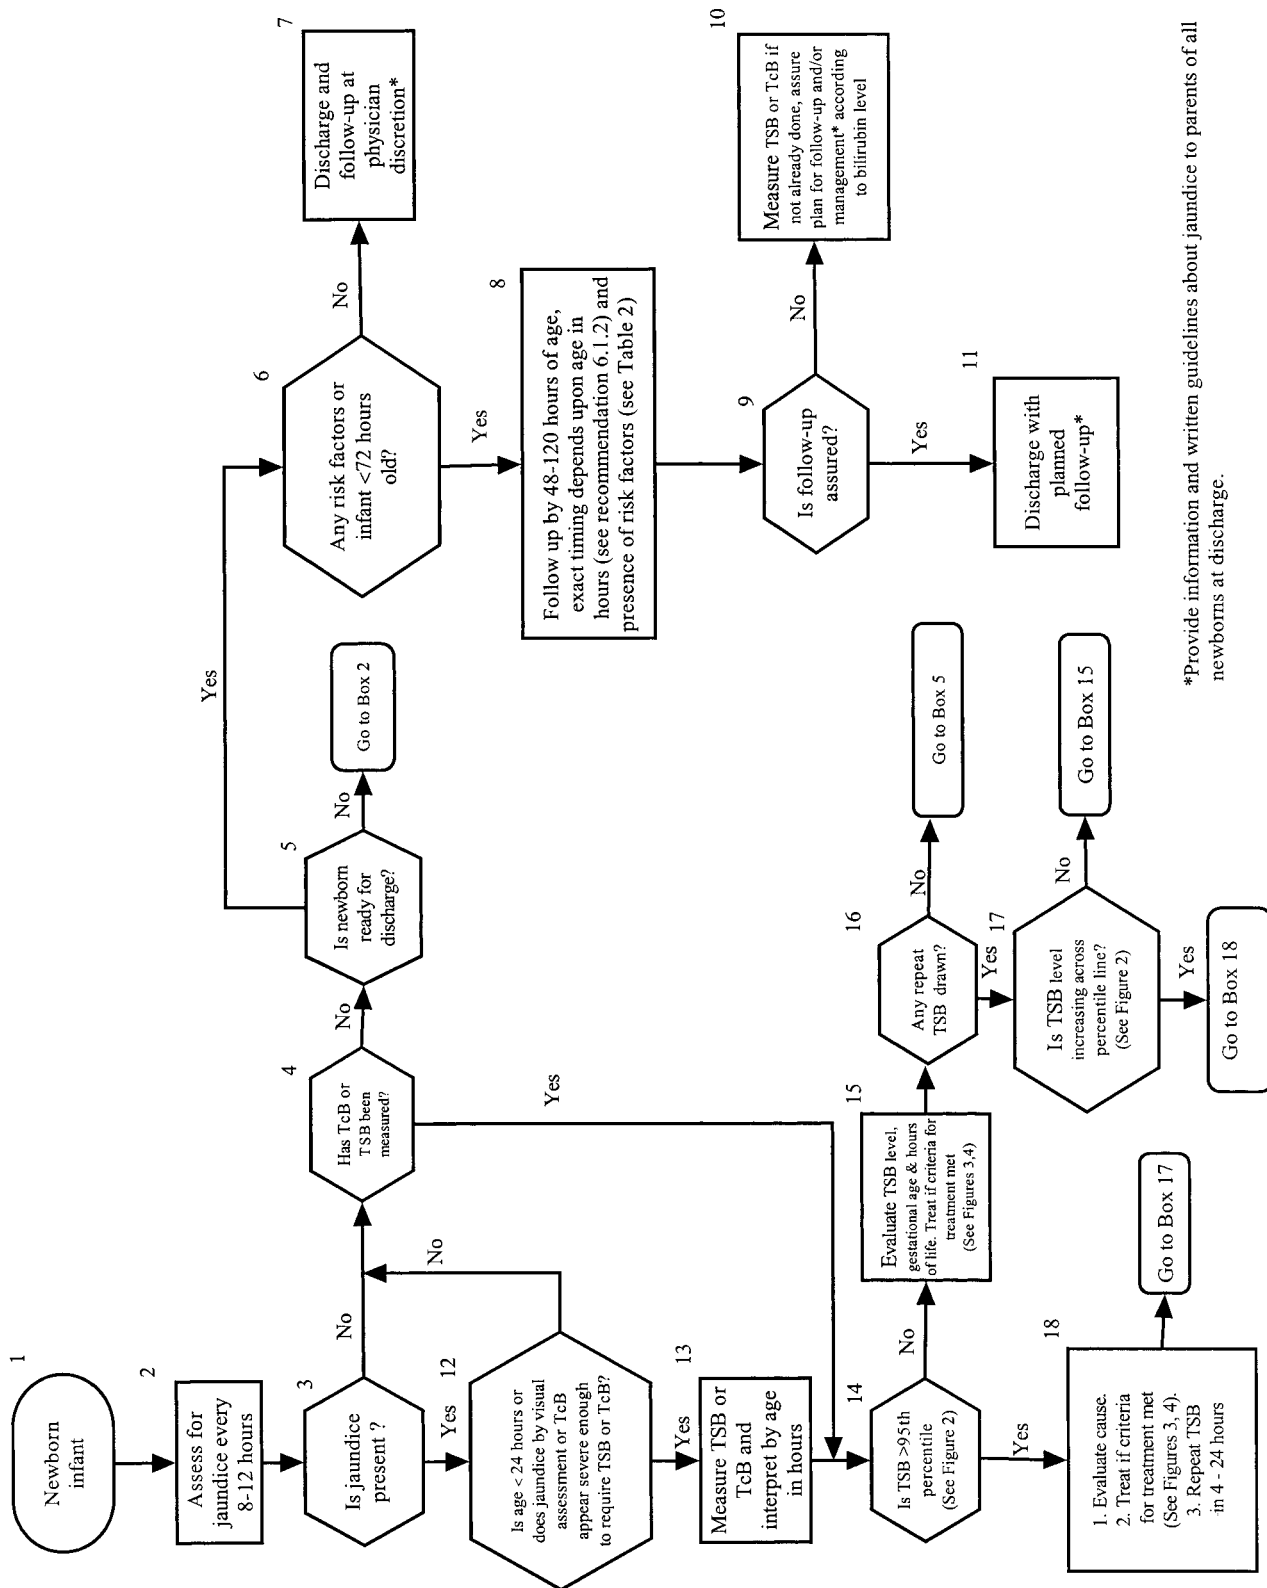 1
Newborn
infant
2
Assess for
jaundice every
8-12 hours
3
Is jaundice
present ?
No
Yes
4
Has TcB or
TSB been
measured?
No
Yes
5
Is newborn
ready for
discharge?
No
Go to Box 2
Yes
6
Any risk factors or
infant <72 hours
old?
No
7
Discharge and
follow-up at
physician
discretion*
Yes
8
Follow up by 48-120 hours of age,
exact timing depends upon age in
hours (see recommendation 6.1.2) and
presence of risk factors (see Table 2)
9
Is follow-up
assured?
No
10
Measure TSB or TcB if
not already done, assure
plan for follow-up and/or
management* according
to bilirubin level
Yes
11
Discharge with
planned
follow-up*
12
Is age < 24 hours or
does jaundice by visual
assessment or TcB
appear severe enough
to require TSB or TcB?
No
Yes
13
Measure TSB or
TcB and
interpret by age
in hours
14
Is TSB >95th
percentile
(See Figure 2)
No
Yes
15
Evaluate TSB level,
gestational age & hours
of life. Treat if criteria for
treatment met
(See Figures 3,4)
16
Any repeat
TSB drawn?
No
Go to Box 5
Yes
17
Is TSB level
increasing across
percentile line?
(See Figure 2)
No
Go to Box 15
Yes
Go to Box 18
18
1. Evaluate cause.
2. Treat if criteria
for treatment met
(See Figures 3, 4).
3. Repeat TSB
in 4 - 24 hours
Go to Box 17
*Provide information and written guidelines about jaundice to parents of all
newborns at discharge.